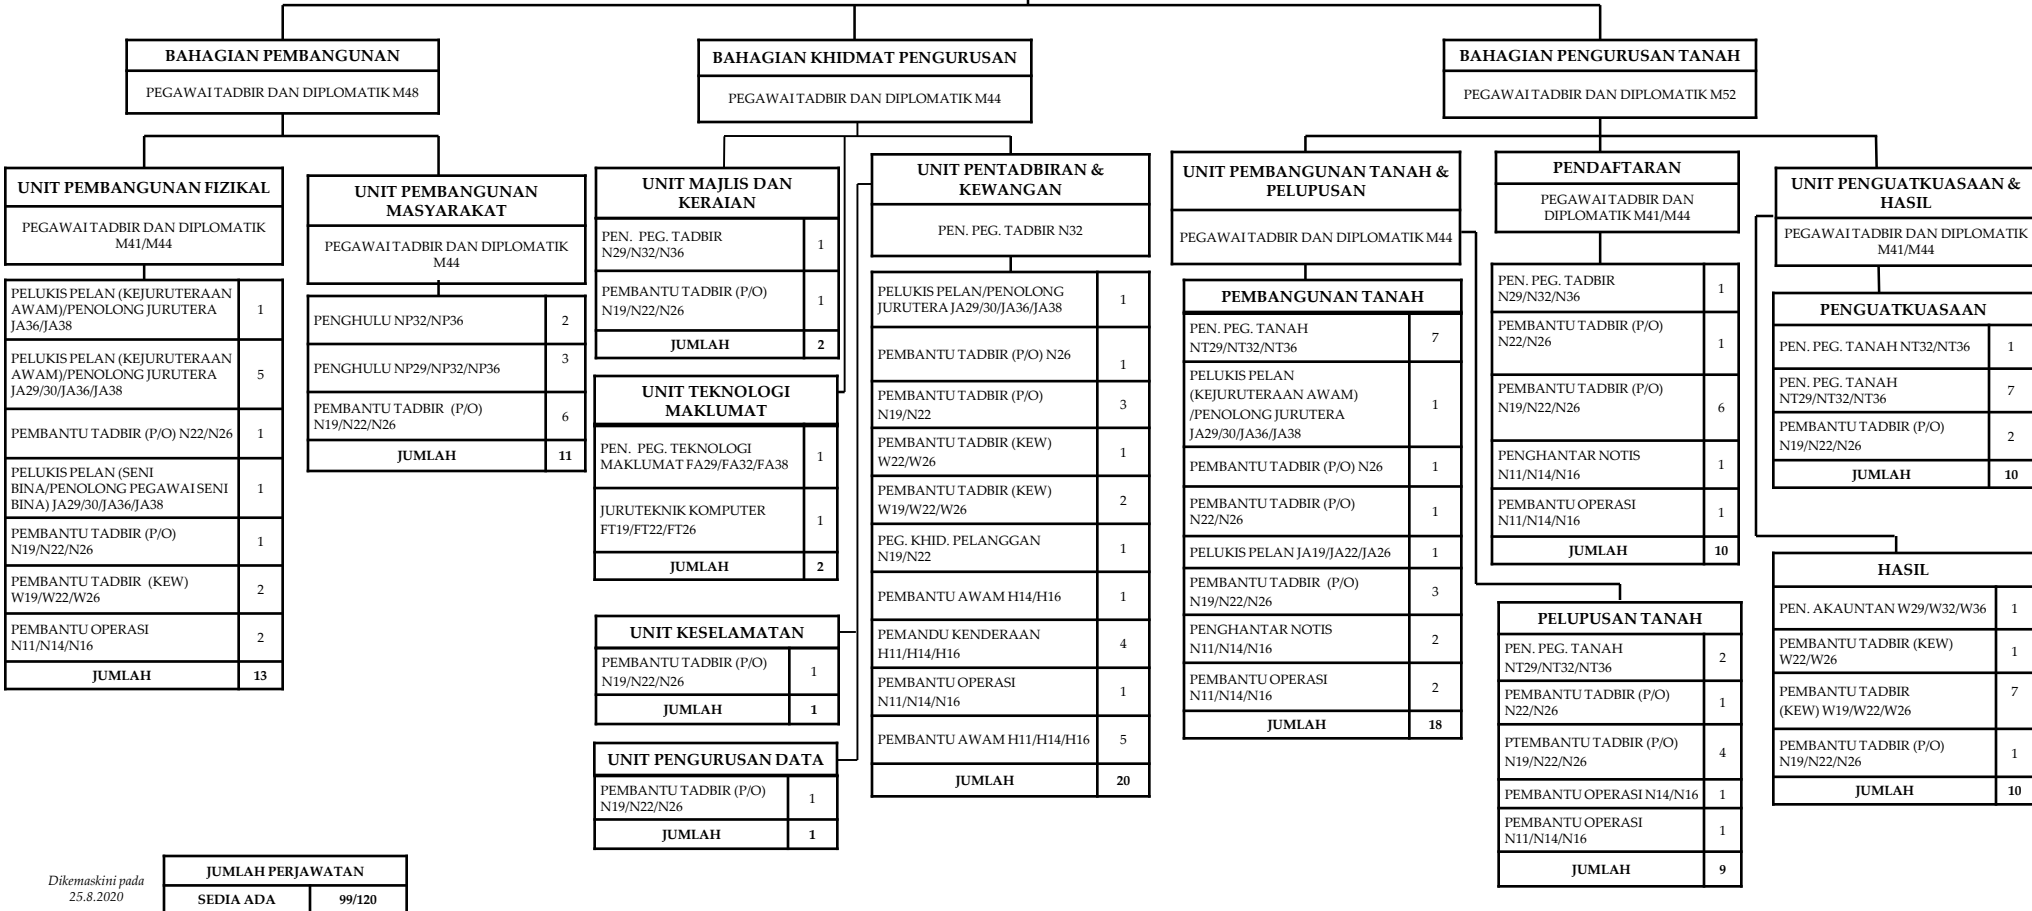 BAHAGIAN PEMBANGUNAN
PEGAWAI TADBIR DAN DIPLOMATIK M48
UNIT PEMBANGUNAN FIZIKAL
PEGAWAI TADBIR DAN DIPLOMATIK
M41/M44
PELUKIS PELAN (KEJURUTERAAN
AWAM)/PENOLONG JURUTERA
JA36/JA38
1
PELUKIS PELAN (KEJURUTERAAN
AWAM)/PENOLONG JURUTERA
JA29/30/JA36/JA38
5
PEMBANTU TADBIR (P/O) N22/N26
1
PELUKIS PELAN (SENI
BINA/PENOLONG PEGAWAI SENI
BINA) JA29/30/JA36/JA38
1
PEMBANTU TADBIR (P/O)
N19/N22/N26
1
PEMBANTU TADBIR (KEW)
W19/W22/W26
2
PEMBANTU OPERASI
N11/N14/N16
2
JUMLAH 13
UNIT PEMBANGUNAN
MASYARAKAT
PEGAWAI TADBIR DAN DIPLOMATIK
M44
PENGHULU NP32/NP36 2
PENGHULU NP29/NP32/NP36 3
PEMBANTU TADBIR (P/O)
N19/N22/N26
6
JUMLAH 11
BAHAGIAN KHIDMAT PENGURUSAN
PEGAWAI TADBIR DAN DIPLOMATIK M44
UNIT MAJLIS DAN
KERAIAN
PEN. PEG. TADBIR
N29/N32/N36
1
PEMBANTU TADBIR (P/O)
N19/N22/N26
1
JUMLAH 2
UNIT TEKNOLOGI
MAKLUMAT
PEN. PEG. TEKNOLOGI
MAKLUMAT FA29/FA32/FA38
1
JURUTEKNIK KOMPUTER
FT19/FT22/FT26
1
JUMLAH 2
UNIT KESELAMATAN
PEMBANTU TADBIR (P/O)
N19/N22/N26
1
JUMLAH 1
UNIT PENGURUSAN DATA
PEMBANTU TADBIR (P/O)
N19/N22/N26
1
JUMLAH 1
UNIT PENTADBIRAN &
KEWANGAN
PEN. PEG. TADBIR N32
PELUKIS PELAN/PENOLONG
JURUTERA JA29/30/JA36/JA38
1
PEMBANTU TADBIR (P/O) N26
1
PEMBANTU TADBIR (P/O)
N19/N22
3
PEMBANTU TADBIR (KEW)
W22/W26
1
PEMBANTU TADBIR (KEW)
W19/W22/W26
2
PEG. KHID. PELANGGAN
N19/N22
1
PEMBANTU AWAM H14/H16 1
PEMANDU KENDERAAN
H11/H14/H16
4
PEMBANTU OPERASI
N11/N14/N16
1
PEMBANTU AWAM H11/H14/H16 5
JUMLAH 20
BAHAGIAN PENGURUSAN TANAH
PEGAWAI TADBIR DAN DIPLOMATIK M52
UNIT PEMBANGUNAN TANAH &
PELUPUSAN
PEGAWAI TADBIR DAN DIPLOMATIK M44
PEMBANGUNAN TANAH
PEN. PEG. TANAH
NT29/NT32/NT36
7
PELUKIS PELAN
(KEJURUTERAAN AWAM)
/PENOLONG JURUTERA
JA29/30/JA36/JA38
1
PEMBANTU TADBIR (P/O) N26 1
PEMBANTU TADBIR (P/O)
N22/N26
1
PELUKIS PELAN JA19/JA22/JA26 1
PEMBANTU TADBIR (P/O)
N19/N22/N26
3
PENGHANTAR NOTIS
N11/N14/N16
2
PEMBANTU OPERASI
N11/N14/N16
2
JUMLAH 18
PENDAFTARAN
PEGAWAI TADBIR DAN
DIPLOMATIK M41/M44
PEN. PEG. TADBIR
N29/N32/N36
1
PEMBANTU TADBIR (P/O)
N22/N26
1
PEMBANTU TADBIR (P/O)
N19/N22/N26
6
PENGHANTAR NOTIS
N11/N14/N16
1
PEMBANTU OPERASI
N11/N14/N16
1
JUMLAH 10
PELUPUSAN TANAH
PEN. PEG. TANAH
NT29/NT32/NT36
2
PEMBANTU TADBIR (P/O)
N22/N26
1
PTEMBANTU TADBIR (P/O)
N19/N22/N26
4
PEMBANTU OPERASI N14/N16 1
PEMBANTU OPERASI
N11/N14/N16
1
JUMLAH 9
UNIT PENGUATKUASAAN &
HASIL
PEGAWAI TADBIR DAN DIPLOMATIK
M41/M44
PENGUATKUASAAN
PEN. PEG. TANAH NT32/NT36 1
PEN. PEG. TANAH
NT29/NT32/NT36
7
PEMBANTU TADBIR (P/O)
N19/N22/N26
2
JUMLAH 10
HASIL
PEN. AKAUNTAN W29/W32/W36 1
PEMBANTU TADBIR (KEW)
W22/W26
1
PEMBANTU TADBIR
(KEW) W19/W22/W26
7
PEMBANTU TADBIR (P/O)
N19/N22/N26
1
JUMLAH 10
Dikemaskini pada
25.8.2020
JUMLAH PERJAWATAN
SEDIA ADA 99/120